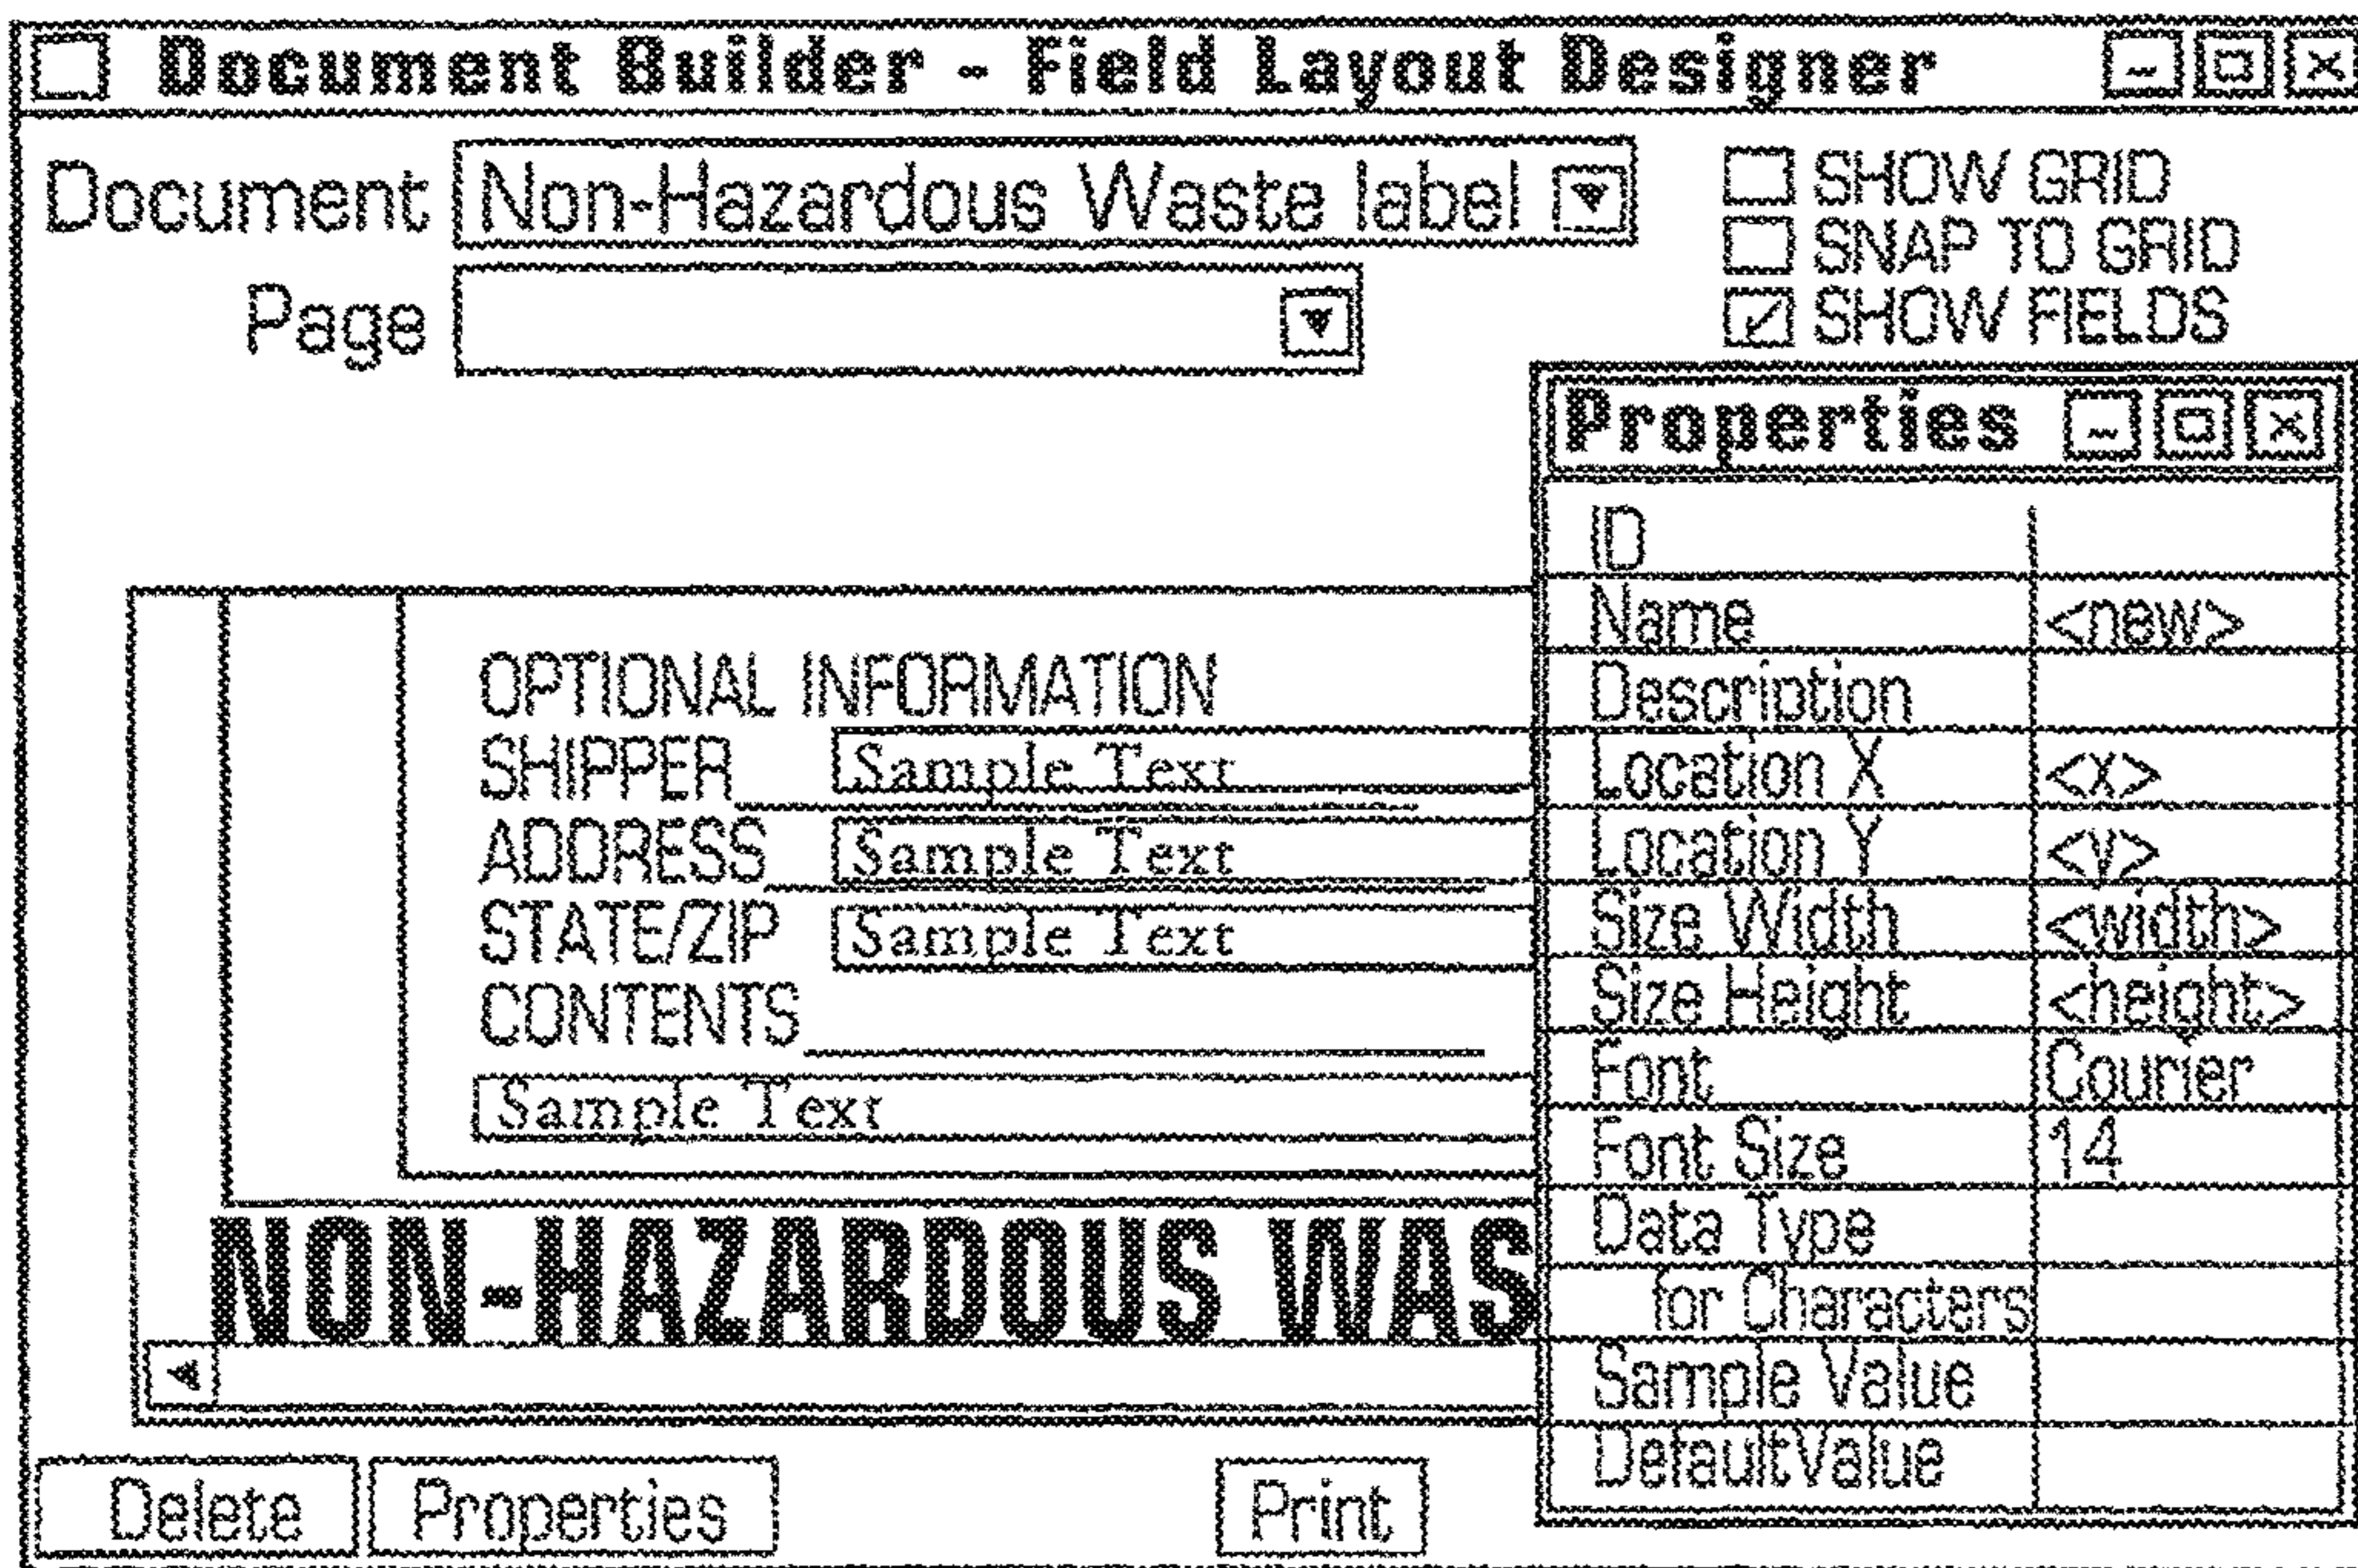 Document Builder - Field Layout Designer
Document Non-Hazardous Waste label
SHOW GRID
SNAP TO GRID
Page
SHOW FIELDS
Properties
ID
Name <new>
Description
Location X <x>
Location Y <y>
Size Width <width>
Size Height <height>
Font Courier
Font Size 14
Data Type
for Characters
Sample Value
DefaultValue
OPTIONAL INFORMATION
SHIPPER Sample Text
ADDRESS Sample Text
STATE/ZIP Sample Text
CONTENTS
Sample Text
NON-HAZARDOUS WAS
Delete Properties Print